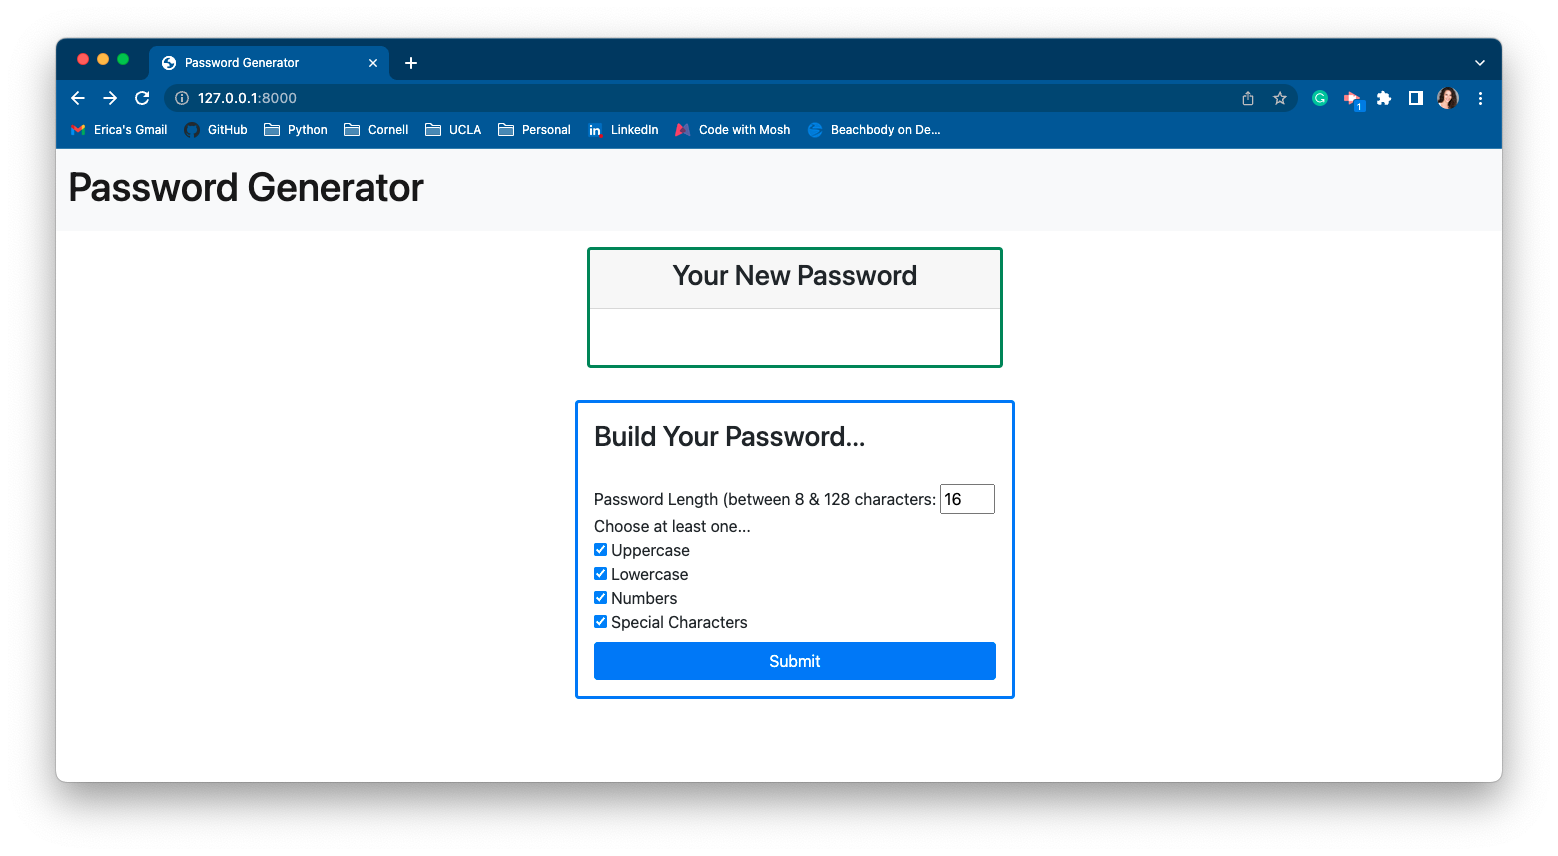 Password Generator
127.0.0.1:8000
1
Erica's Gmail GitHub Python Cornell UCLA Personal LinkedIn Code with Mosh Beachbody on De...
Password Generator
Your New Password
Build Your Password...
Password Length (between 8 & 128 characters: 16
Choose at least one...
Uppercase
Lowercase
Numbers
Special Characters
Submit